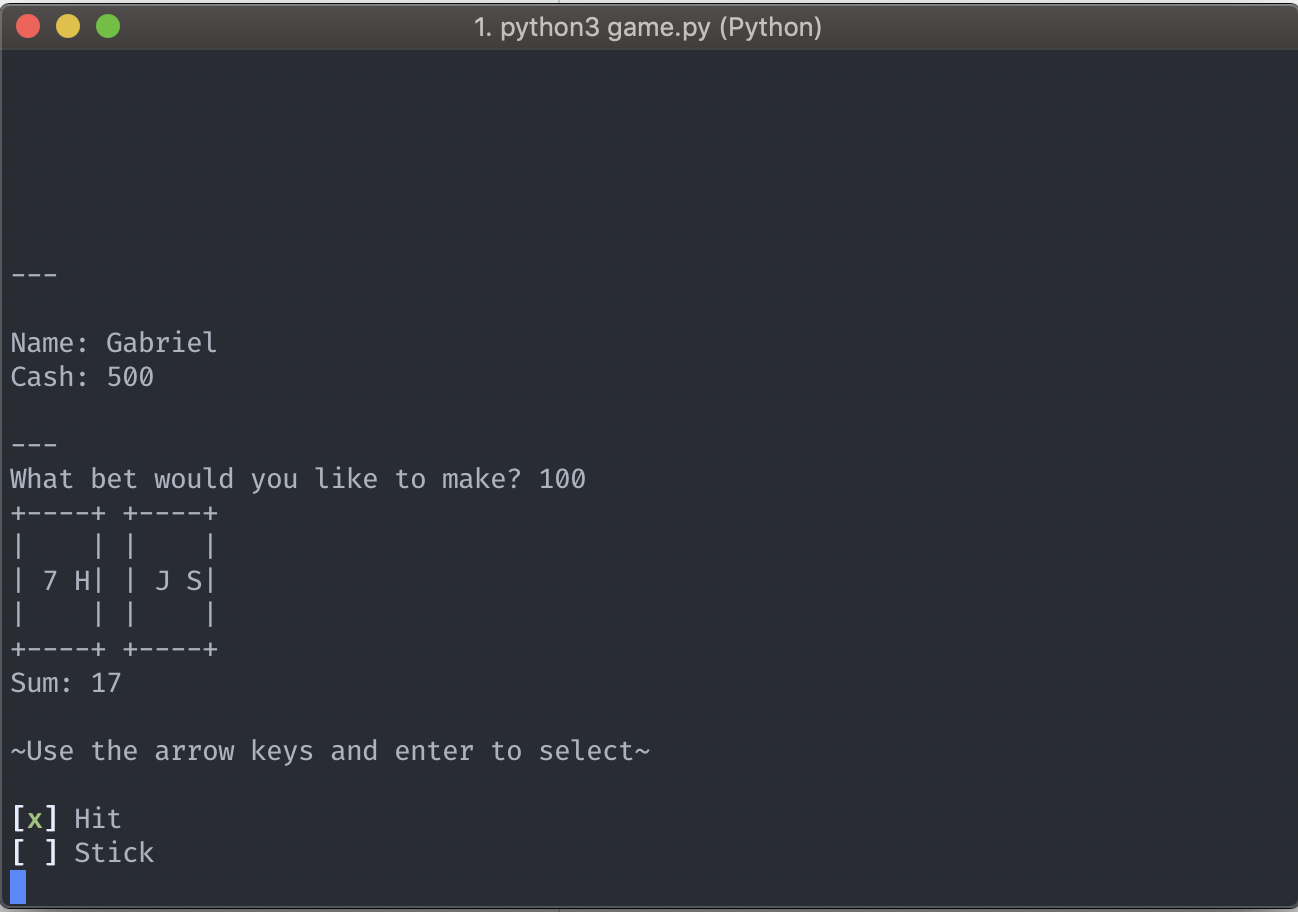 1. python3 game.py (Python)
---
Name: Gabriel
Cash: 500
---
What bet would you like to make? 100
+----+ +----+
|    | |    |
| 7 H| | J S|
|    | |    |
+----+ +----+
Sum: 17
~Use the arrow keys and enter to select~
[x] Hit
[ ] Stick